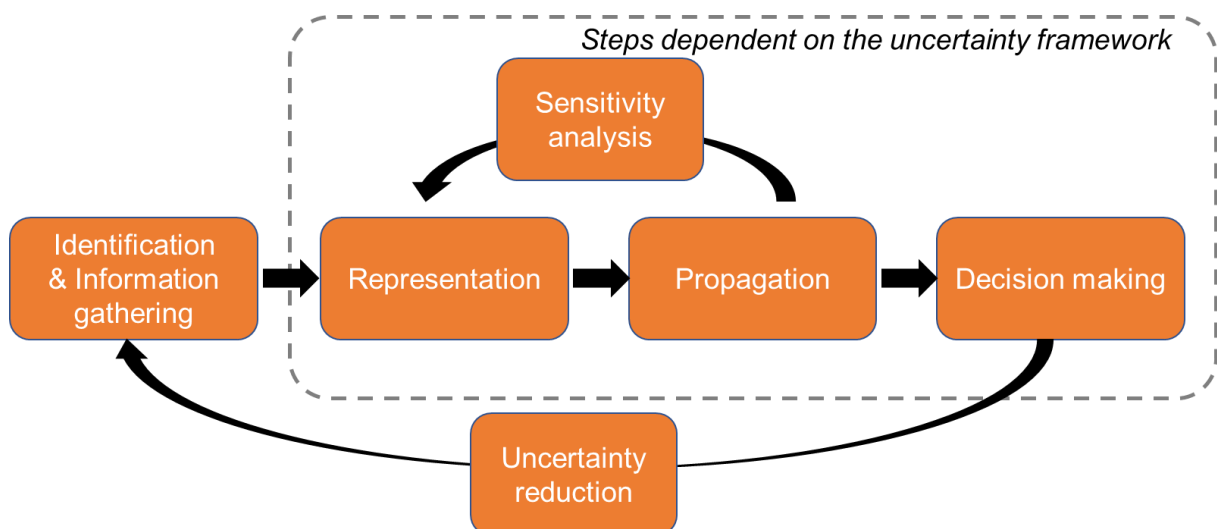 Steps dependent on the uncertainty framework
Sensitivity
analysis
Identification
& Information
gathering
Representation
Propagation
Decision making
Uncertainty
reduction